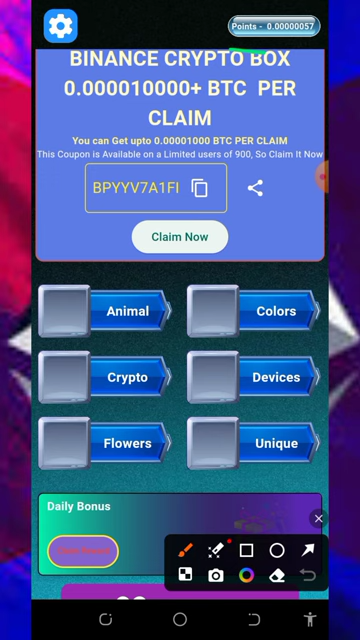 Points - 0.00000057
BINANCE CRYPTO BOX
0.000010000+ BTC PER
CLAIM
You can Get upto 0.00001000 BTC PER CLAIM
This Coupon is Available on a Limited users of 900, So Claim It Now
BPYYV7A1FI
Claim Now
Animal
Colors
Crypto
Devices
Flowers
Unique
Daily Bonus